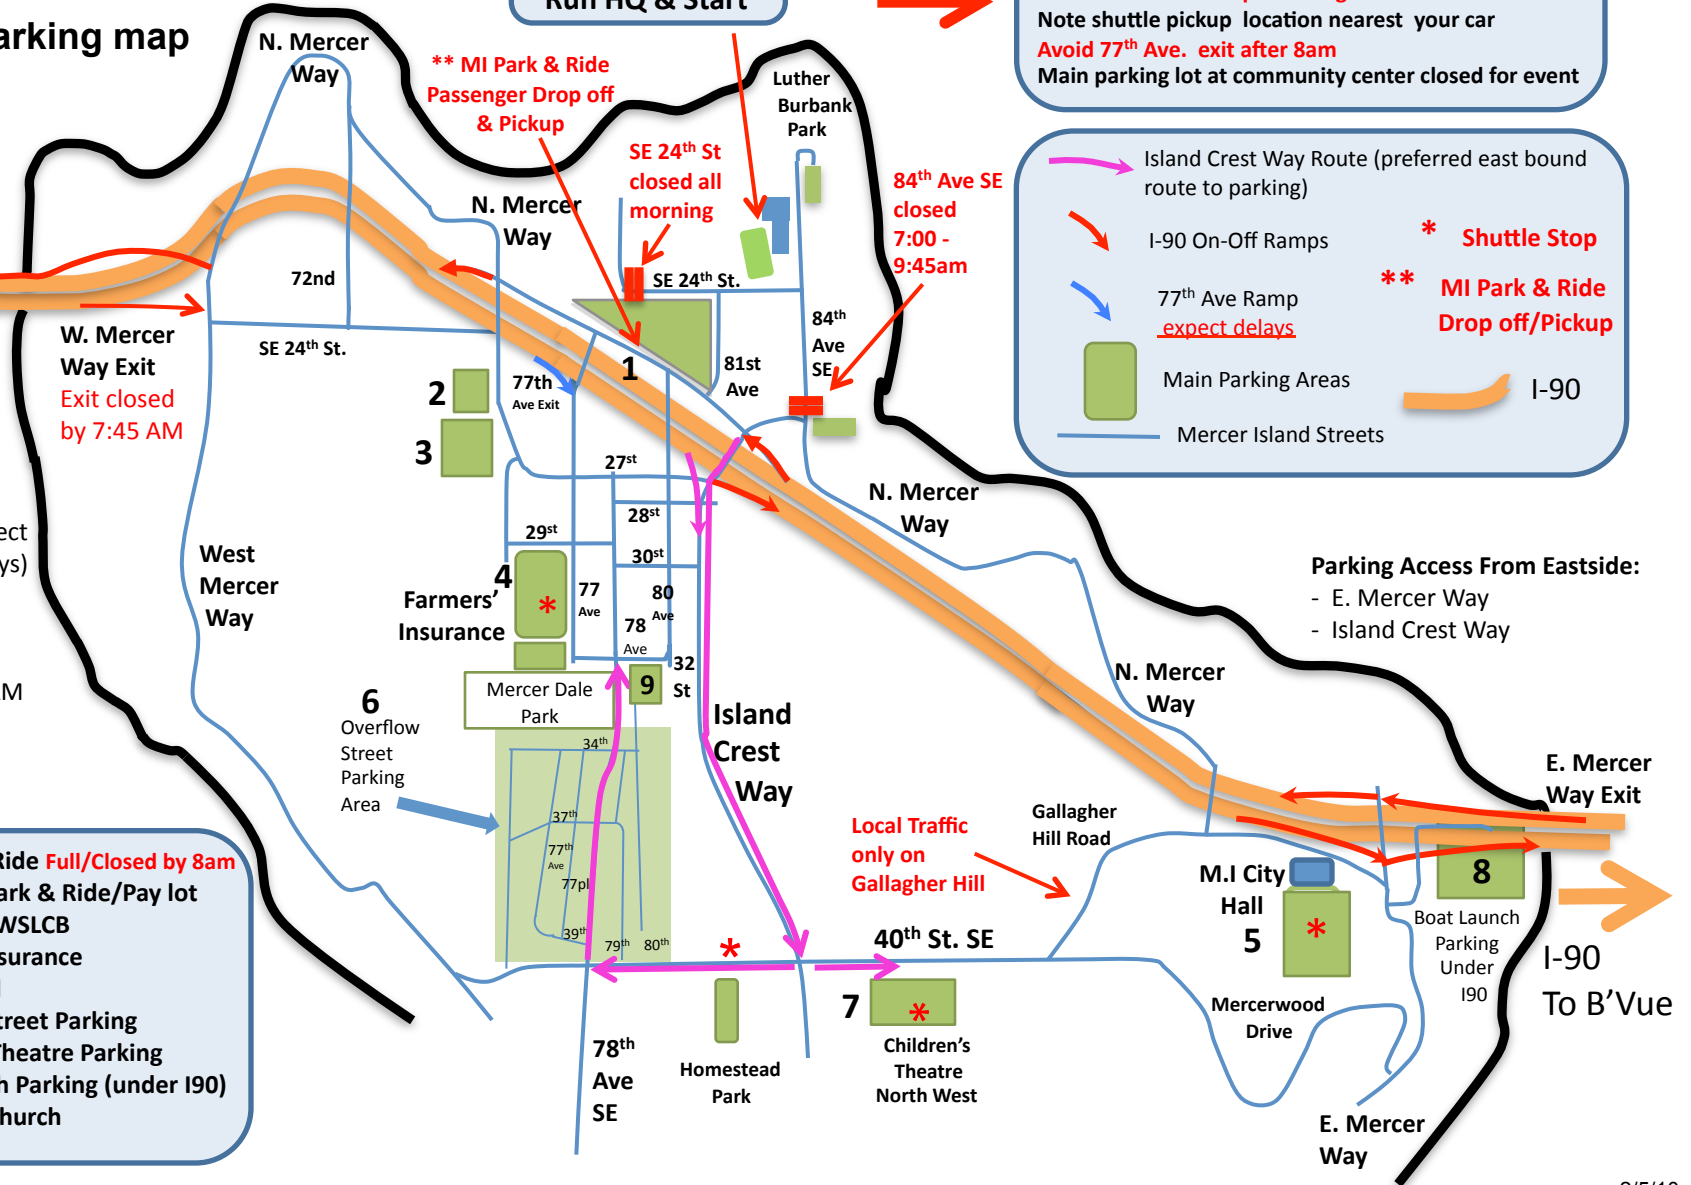 arking map
Run HQ & Start
Note shuttle pickup location nearest your car
Avoid 77th Ave. exit after 8am
Main parking lot at community center closed for event
N. Mercer
Way
** MI Park & Ride
Passenger Drop off
& Pickup
Luther
Burbank
Park
SE 24th St
closed all
morning
84th Ave SE
closed
7:00 -
9:45am
Island Crest Way Route (preferred east bound
route to parking)
I-90 On-Off Ramps
* Shuttle Stop
77th Ave Ramp
expect delays
** MI Park & Ride
Drop off/Pickup
Main Parking Areas
I-90
Mercer Island Streets
N. Mercer
Way
72nd
SE 24th St.
W. Mercer
Way Exit
Exit closed
by 7:45 AM
SE 24th St.
84th
Ave
SE
1
81st
Ave
77th
Ave Exit
2
3
27st
28st
29st
30st
N. Mercer
Way
ect
ys)
West
Mercer
Way
4
*
Farmers’
Insurance
77
Ave
80
Ave
78
Ave
32
St
Parking Access From Eastside:
- E. Mercer Way
- Island Crest Way
AM
6
Overflow
Street
Parking
Area
Mercer Dale
Park
9
Island
Crest
Way
N. Mercer
Way
34th
37th
77th
Ave
77pl
39th
79th
80th
E. Mercer
Way Exit
Local Traffic
only on
Gallagher Hill
Gallagher
Hill Road
M.I City
Hall
5
*
8
Boat Launch
Parking
Under
I90
I-90
To B’Vue
Ride Full/Closed by 8am
ark & Ride/Pay lot
WSLCB
surance
treet Parking
Theatre Parking
h Parking (under I90)
hurch
*
40th St. SE
7
*
Children’s
Theatre
North West
Homestead
Park
78th
Ave
SE
Mercerwood
Drive
E. Mercer
Way